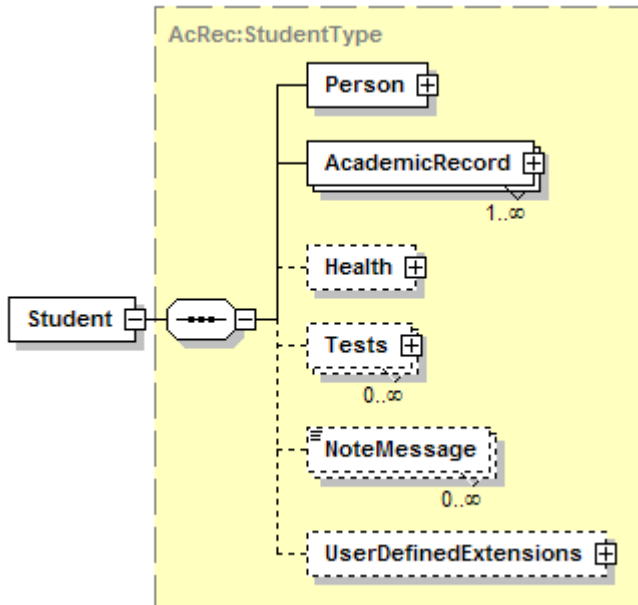 AcRec:StudentType
Person
AcademicRecord
1..∞
Health
Student
Tests
0..∞
NoteMessage
0..∞
UserDefinedExtensions